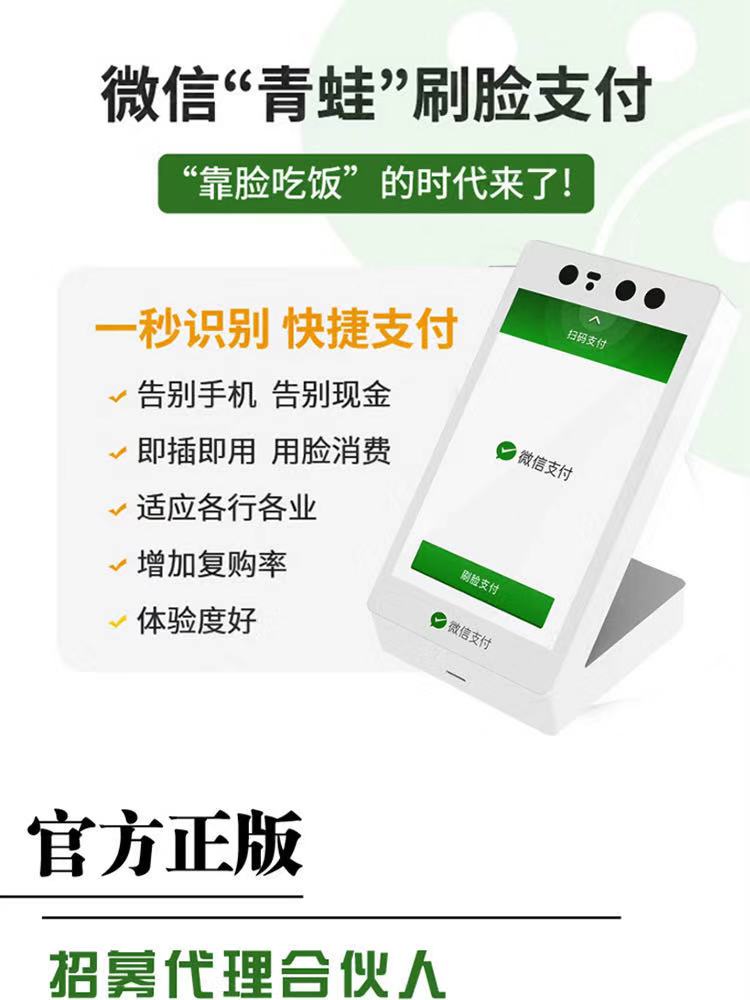 微信“青蛙”刷脸支付
“靠脸吃饭”的时代来了!
一秒识别 快捷支付
告别手机 告别现金
即插即用 用脸消费
适应各行各业
增加复购率
体验度好
扫码支付
微信支付
刷脸支付
微信支付
官方正版
招募代理合伙人